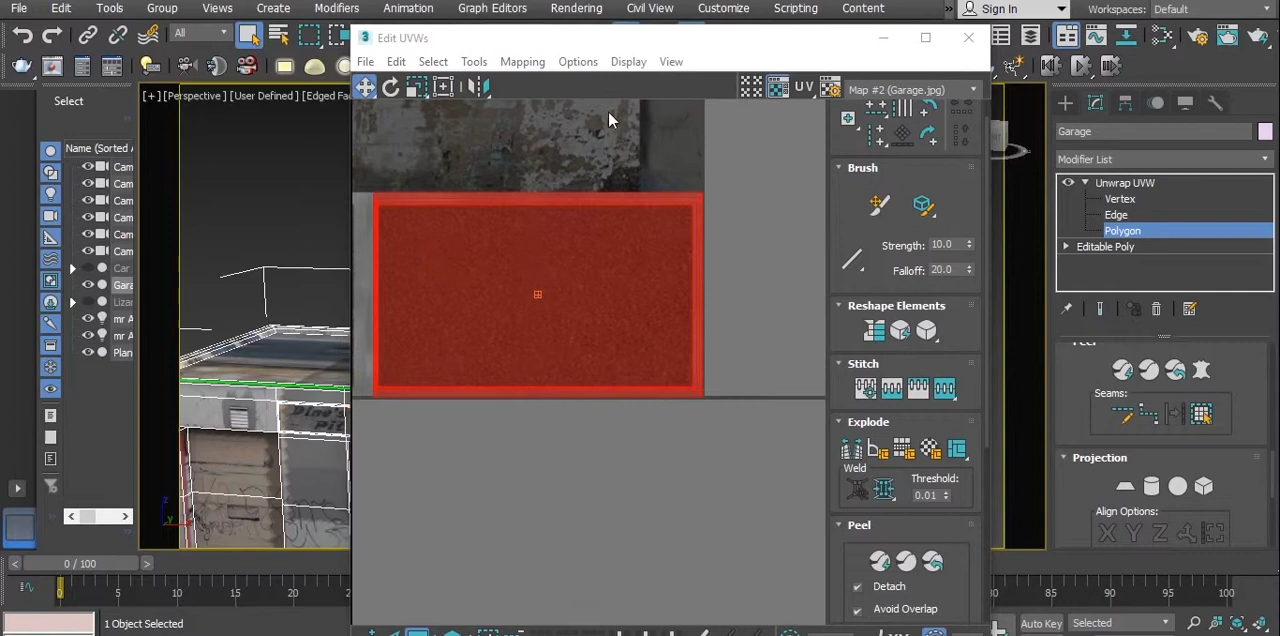 File Edit Tools Group Views Create Modifiers Animation Graph Editors Rendering Civil View Customize Scripting Content » Sign In Workspaces: Default
All
Edit UVWs
File Edit Select Tools Mapping Options Display View
UV Map #2 (Garage.jpg)
Select
[+] [Perspective] [User Defined] [Edged Fa
Name (Sorted A
Cam
Cam
Cam
Cam
Cam
Cam
Car
Gara
Lizar
mr A
mr A
Plan
Brush
Strength: 10.0
Falloff: 20.0
Reshape Elements
Stitch
Explode
Weld
Threshold:
0.01
Peel
Detach
Avoid Overlap
Garage
Modifier List
Unwrap UVW
Vertex
Edge
Polygon
Editable Poly
Peel
Seams:
Projection
Align Options:
X Y Z
0 / 100
0 5 10 15 20 90 95 100
1 Object Selected
Auto Key Selected